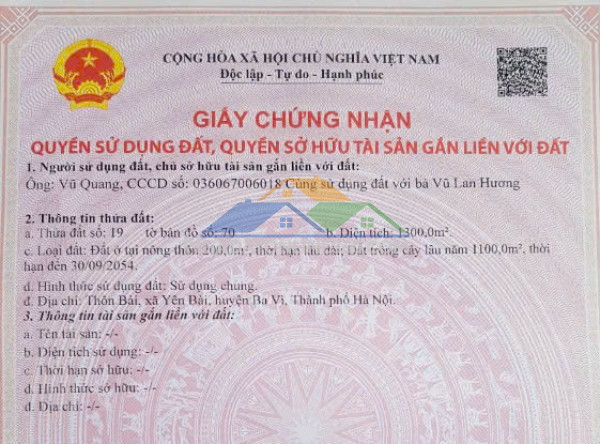 CỘNG HÒA XÃ HỘI CHỦ NGHĨA VIỆT NAM
Độc lập - Tự do - Hạnh phúc
GIẤY CHỨNG NHẬN
QUYỀN SỬ DỤNG ĐẤT, QUYỀN SỞ HỮU TÀI SẢN GẮN LIỀN VỚI ĐẤT
1. Người sử dụng đất, chủ sở hữu tài sản gắn liền với đất:
Ông: Vũ Quang, CCCD số: 036067006018 Cùng sử dụng đất với bà Vũ Lan Hương
2. Thông tin thửa đất:
a. Thửa đất số: 19 tờ bản đồ số: 70 b. Diện tích: 1300,0m².
c. Loại đất: Đất ở tại nông thôn 200,0m², thời hạn lâu dài; Đất trồng cây lâu năm 1100,0m², thời
hạn đến 30/09/2054.
d. Hình thức sử dụng đất: Sử dụng chung.
đ. Địa chỉ: Thôn Bài, xã Yên Bài, huyện Ba Vì, Thành phố Hà Nội.
3. Thông tin tài sản gắn liền với đất:
a. Tên tài sản: -/-
b. Diện tích sử dụng: -/-
c. Thời hạn sở hữu: -/-
d. Hình thức sở hữu: -/-
đ. Địa chỉ: -/-